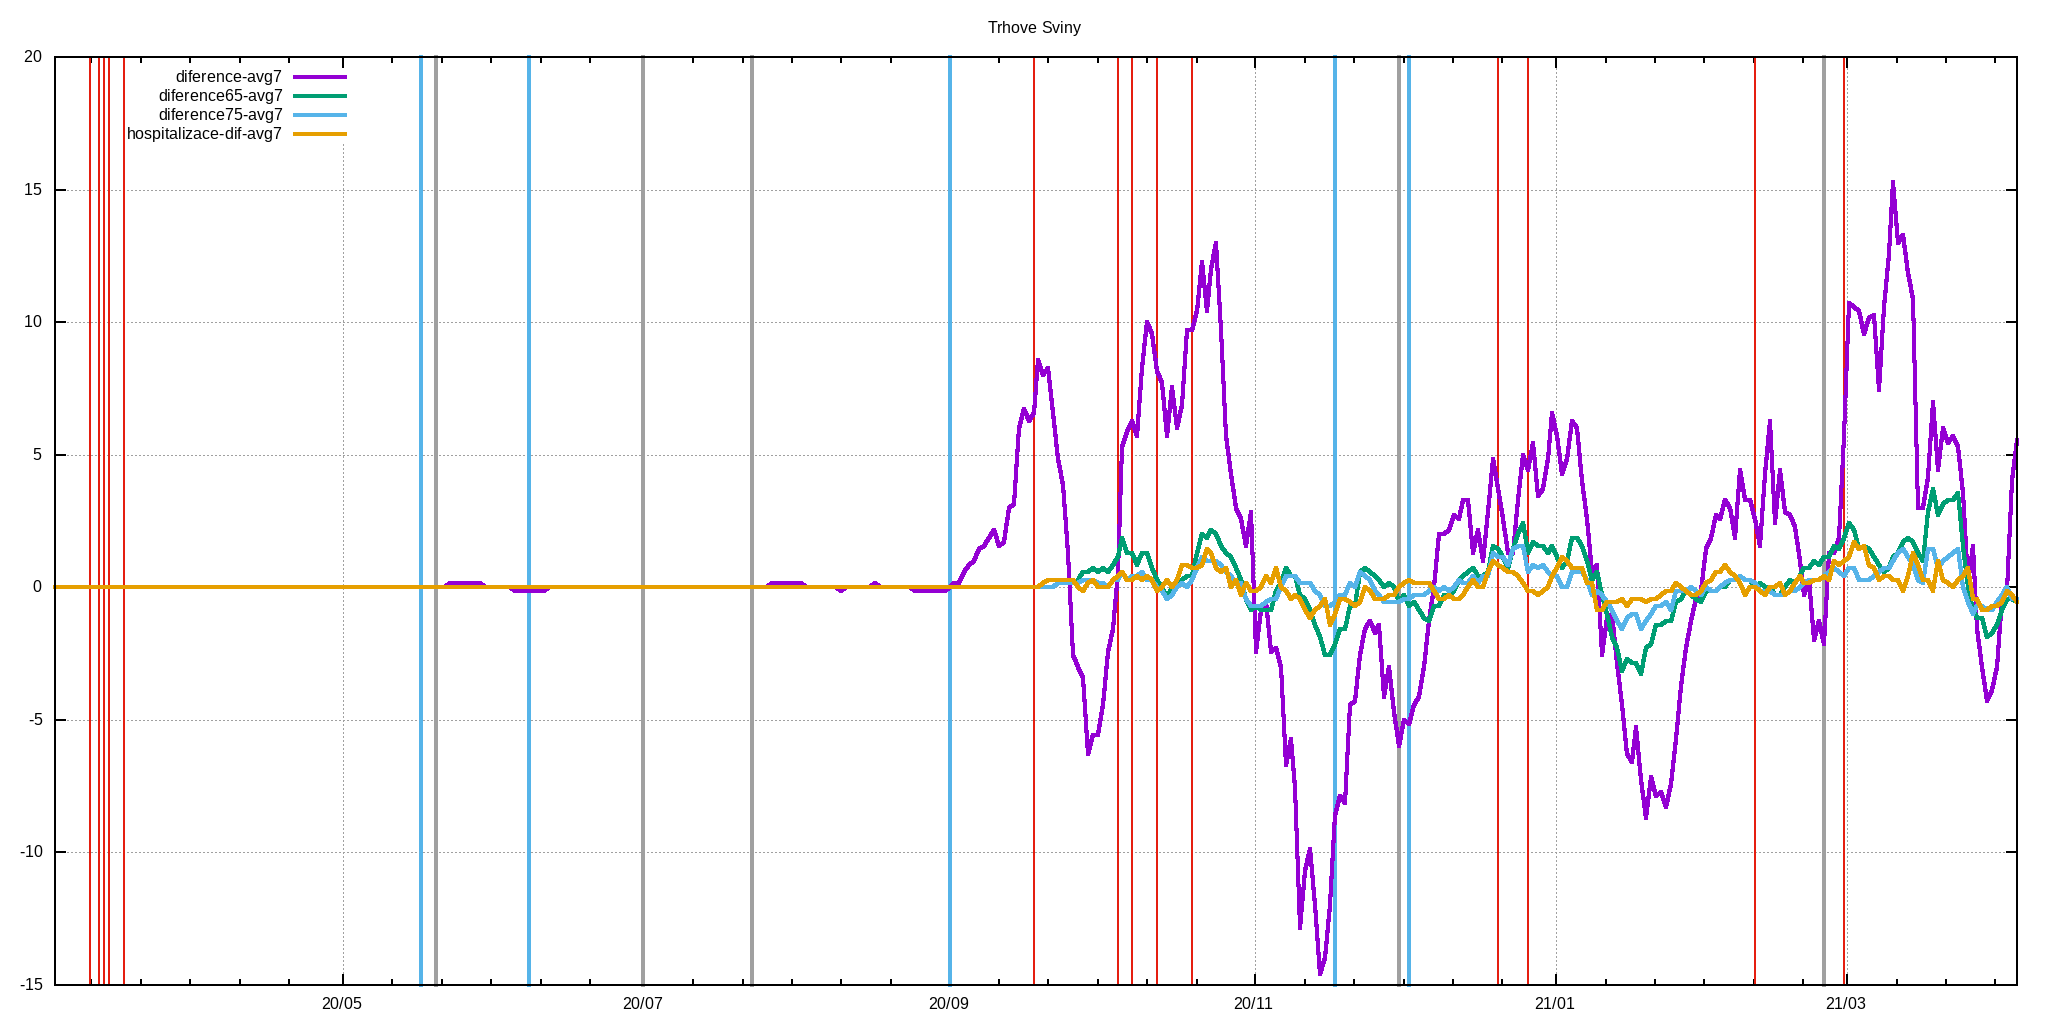 Trhove Sviny
20
15
10
5
0
-5
-10
-15
diference-avg7
diference65-avg7
diference75-avg7
hospitalizace-dif-avg7
20/05
20/07
20/09
20/11
21/01
21/03